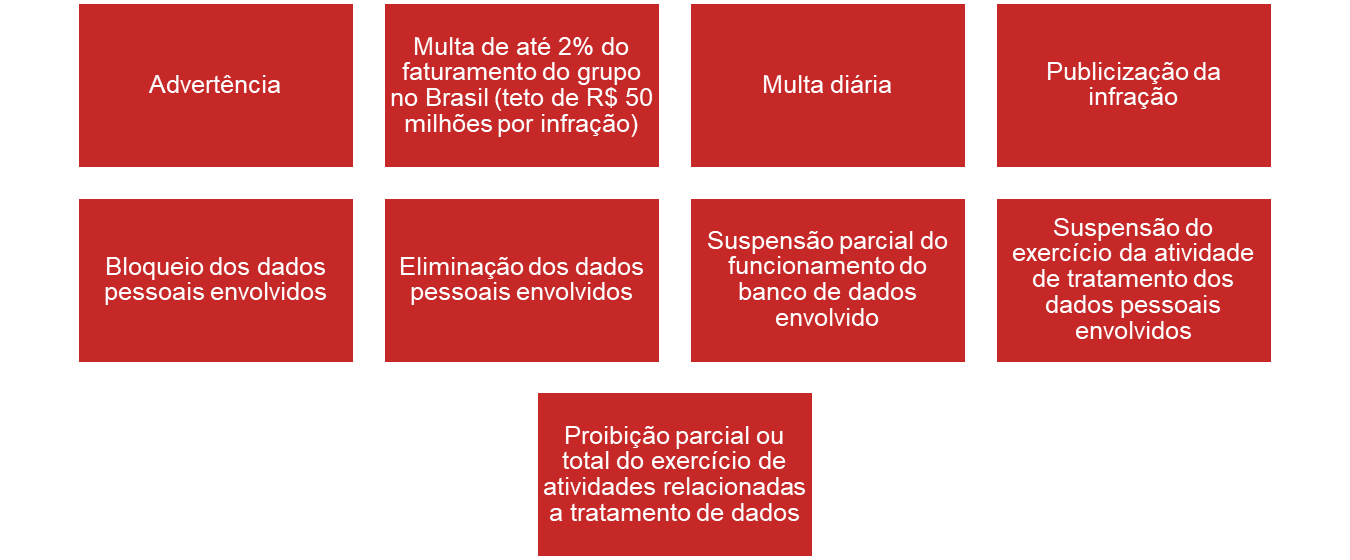 Advertência
Multa de até 2% do
faturamento do grupo
no Brasil (teto de R$ 50
milhões por infração)
Multa diária
Publicização da
infração
Bloqueio dos dados
pessoais envolvidos
Eliminação dos dados
pessoais envolvidos
Suspensão parcial do
funcionamento do
banco de dados
envolvido
Suspensão do
exercício da atividade
de tratamento dos
dados pessoais
envolvidos
Proibição parcial ou
total do exercício de
atividades relacionadas
a tratamento de dados